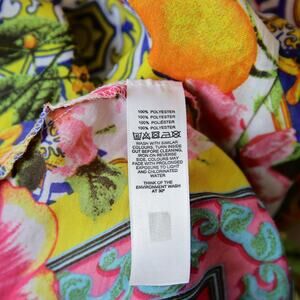 100% POLYESTER
100% POLYESTER
100% POLIÉSTER
100% POLYESTER
WASH WITH SIMILAR
COLOURS, TURN INSIDE
OUT BEFORE CLEANING.
IRON ON REVERSE
SIDE. COLOURS MAY
FADE WITH PROLONGED
EXPOSURE TO LIGHT
AND CHLORINATED
WATER
THINK OF THE
ENVIRONMENT WASH
AT 30°